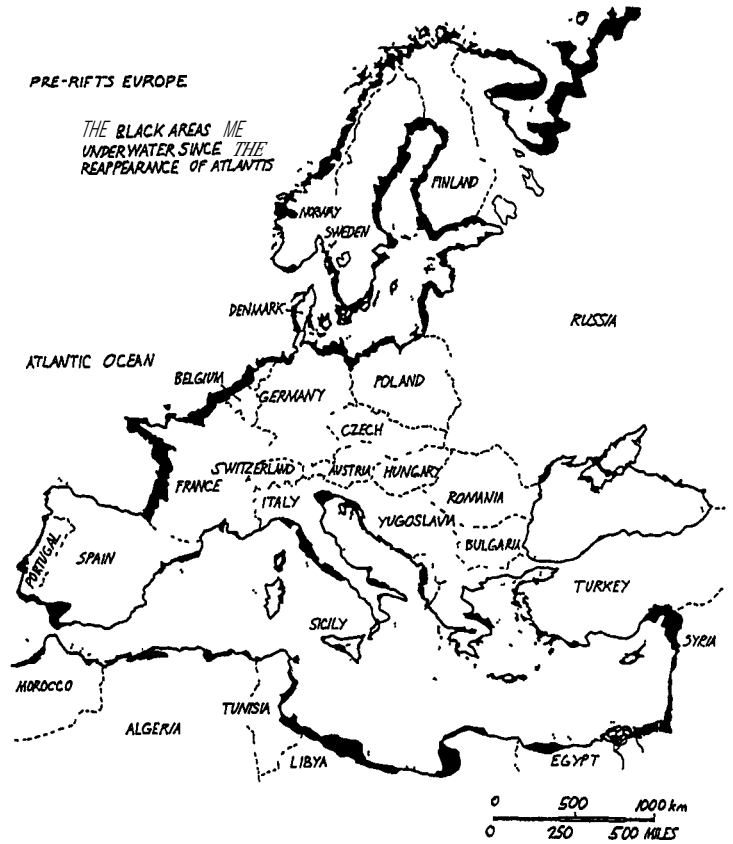 PRE-RIFTS EUROPE
THE BLACK AREAS ME
UNDERWATER SINCE THE
REAPPEARANCE OF ATLANTIS
FINLAND
NORWAY
SWEDEN
DENMARK
RUSSIA
ATLANTIC OCEAN
BELGIUM
GERMANY
POLAND
CZECH
SWITZERLAND
AUSTRIA
HUNGARY
FRANCE
ITALY
ROMANIA
YUGOSLAVIA
PORTUGAL
SPAIN
BULGARIA
TURKEY
SICILY
SYRIA
MOROCCO
TUNISIA
ALGERIA
LIBYA
EGYPT
0 500 1000 km
0 250 500 MILES